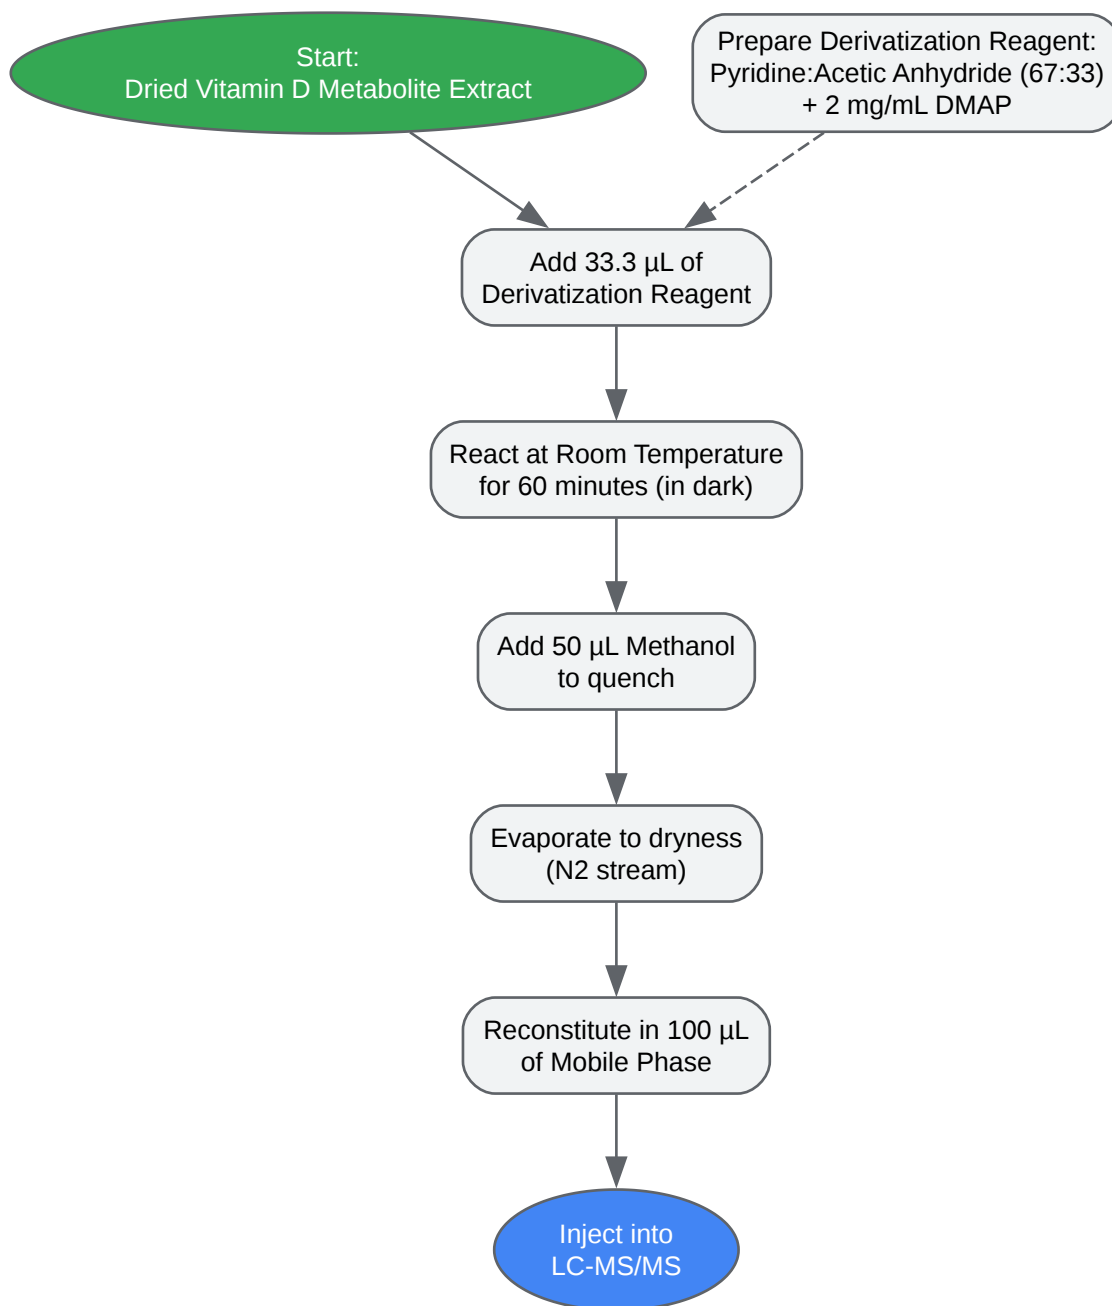 Start:
Dried Vitamin D Metabolite Extract
Prepare Derivatization Reagent:
Pyridine:Acetic Anhydride (67:33)
+ 2 mg/mL DMAP
Add 33.3 µL of
Derivatization Reagent
React at Room Temperature
for 60 minutes (in dark)
Add 50 µL Methanol
to quench
Evaporate to dryness
(N2 stream)
Reconstitute in 100 µL
of Mobile Phase
Inject into
LC-MS/MS